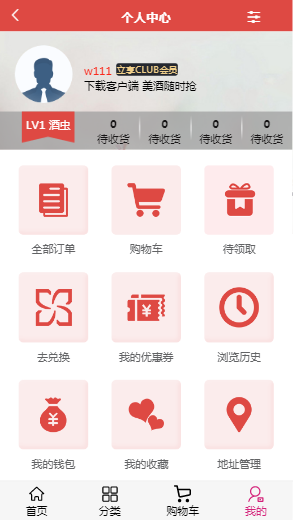 个人中心
w111 立享CLUB会员
下载客户端 美酒随时抢
LV1 酒虫
0 0 0 0
待收货 待收货 待收货 待收货
全部订单 购物车 待领取
去兑换 我的优惠券 浏览历史
我的钱包 我的收藏 地址管理
首页 分类 购物车 我的